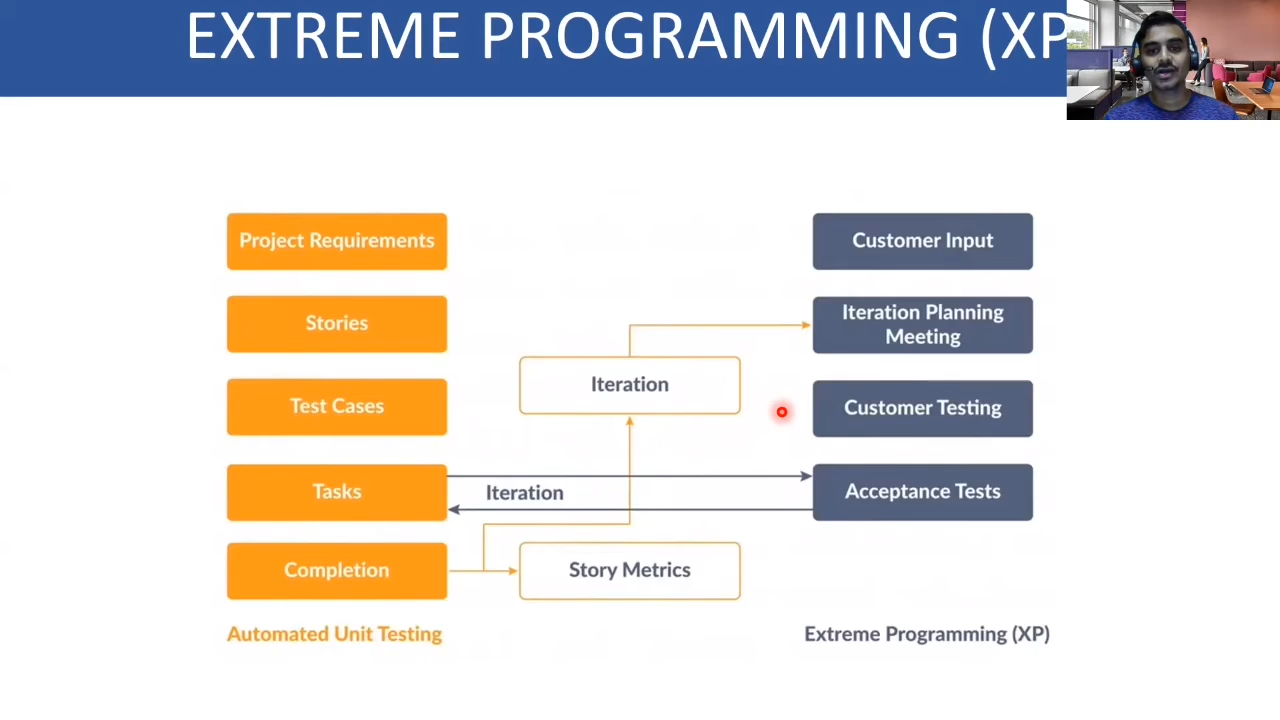 EXTREME PROGRAMMING (XP
Project Requirements
Customer Input
Stories
Iteration Planning
Meeting
Iteration
Test Cases
Customer Testing
Tasks
Iteration
Acceptance Tests
Completion
Story Metrics
Automated Unit Testing
Extreme Programming (XP)